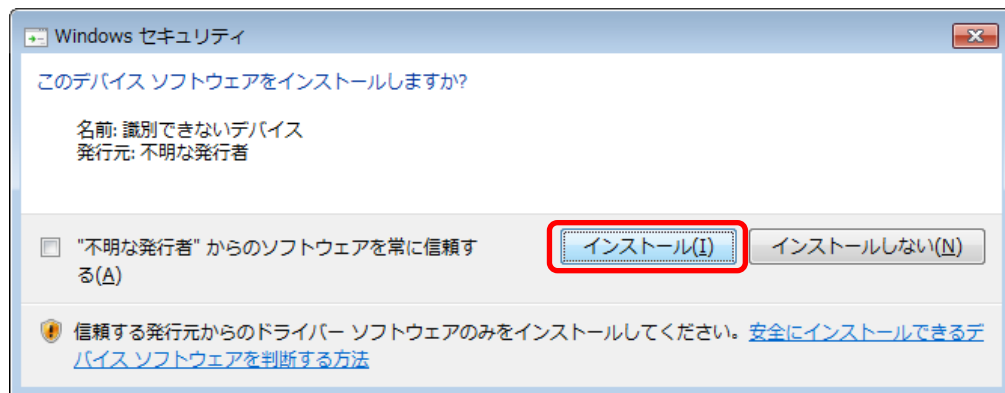 Windows セキュリティ
このデバイス ソフトウェアをインストールしますか?
名前: 識別できないデバイス
発行元: 不明な発行者
"不明な発行者" からのソフトウェアを常に信頼す
る(A)
インストール(I)
インストールしない(N)
信頼する発行元からのドライバー ソフトウェアのみをインストールしてください。安全にインストールできるデ
バイス ソフトウェアを判断する方法